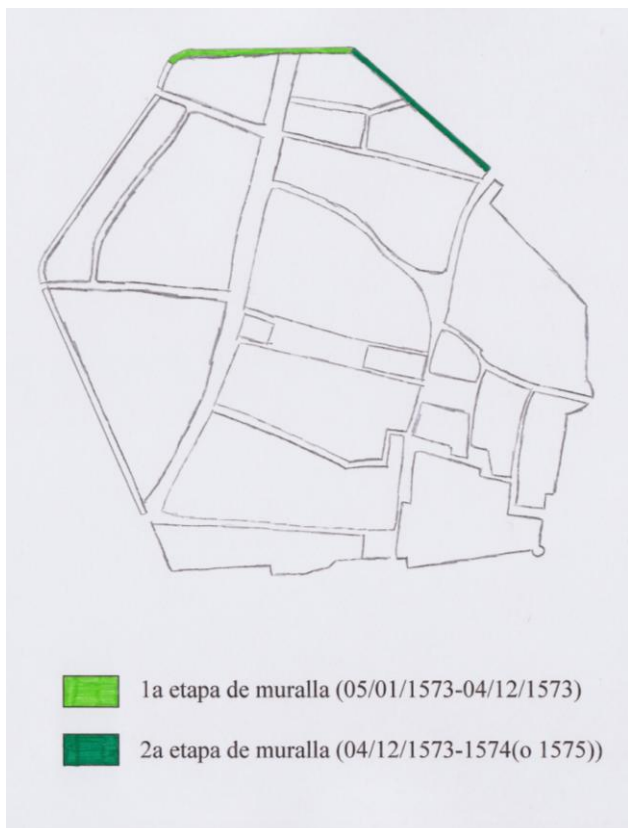 1a etapa de muralla (05/01/1573-04/12/1573)
2a etapa de muralla (04/12/1573-1574(o 1575))